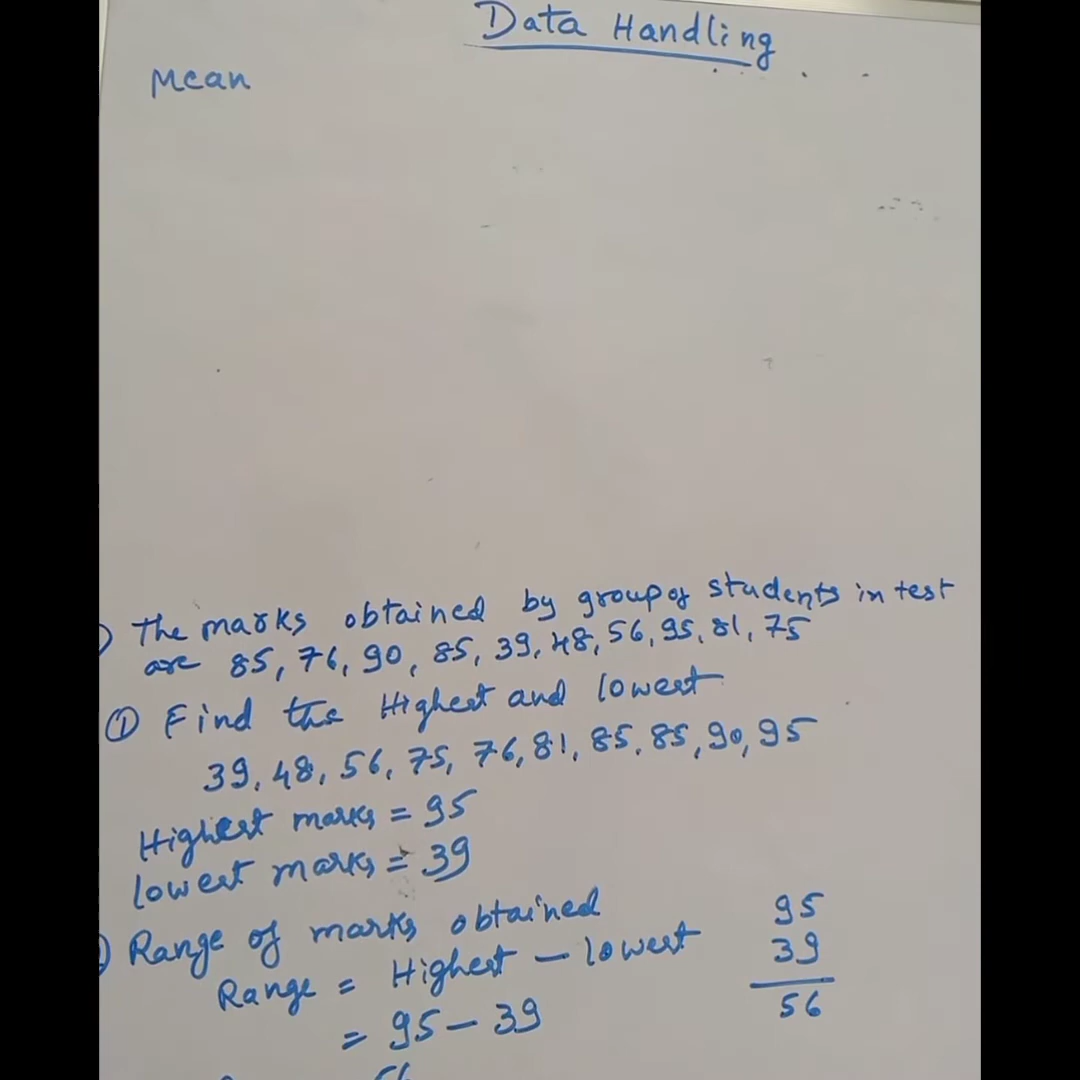 Data Handling
Mean
The marks obtained by group of students in test
are 85, 76, 90, 85, 39, 48, 56, 95, 81, 75
① Find the Highest and lowest
39, 48, 56, 75, 76, 81, 85, 85, 90, 95
Highest marks = 95
lowest marks = 39
Range of marks obtained
Range = Highest - lowest
= 95 - 39
95
39
56